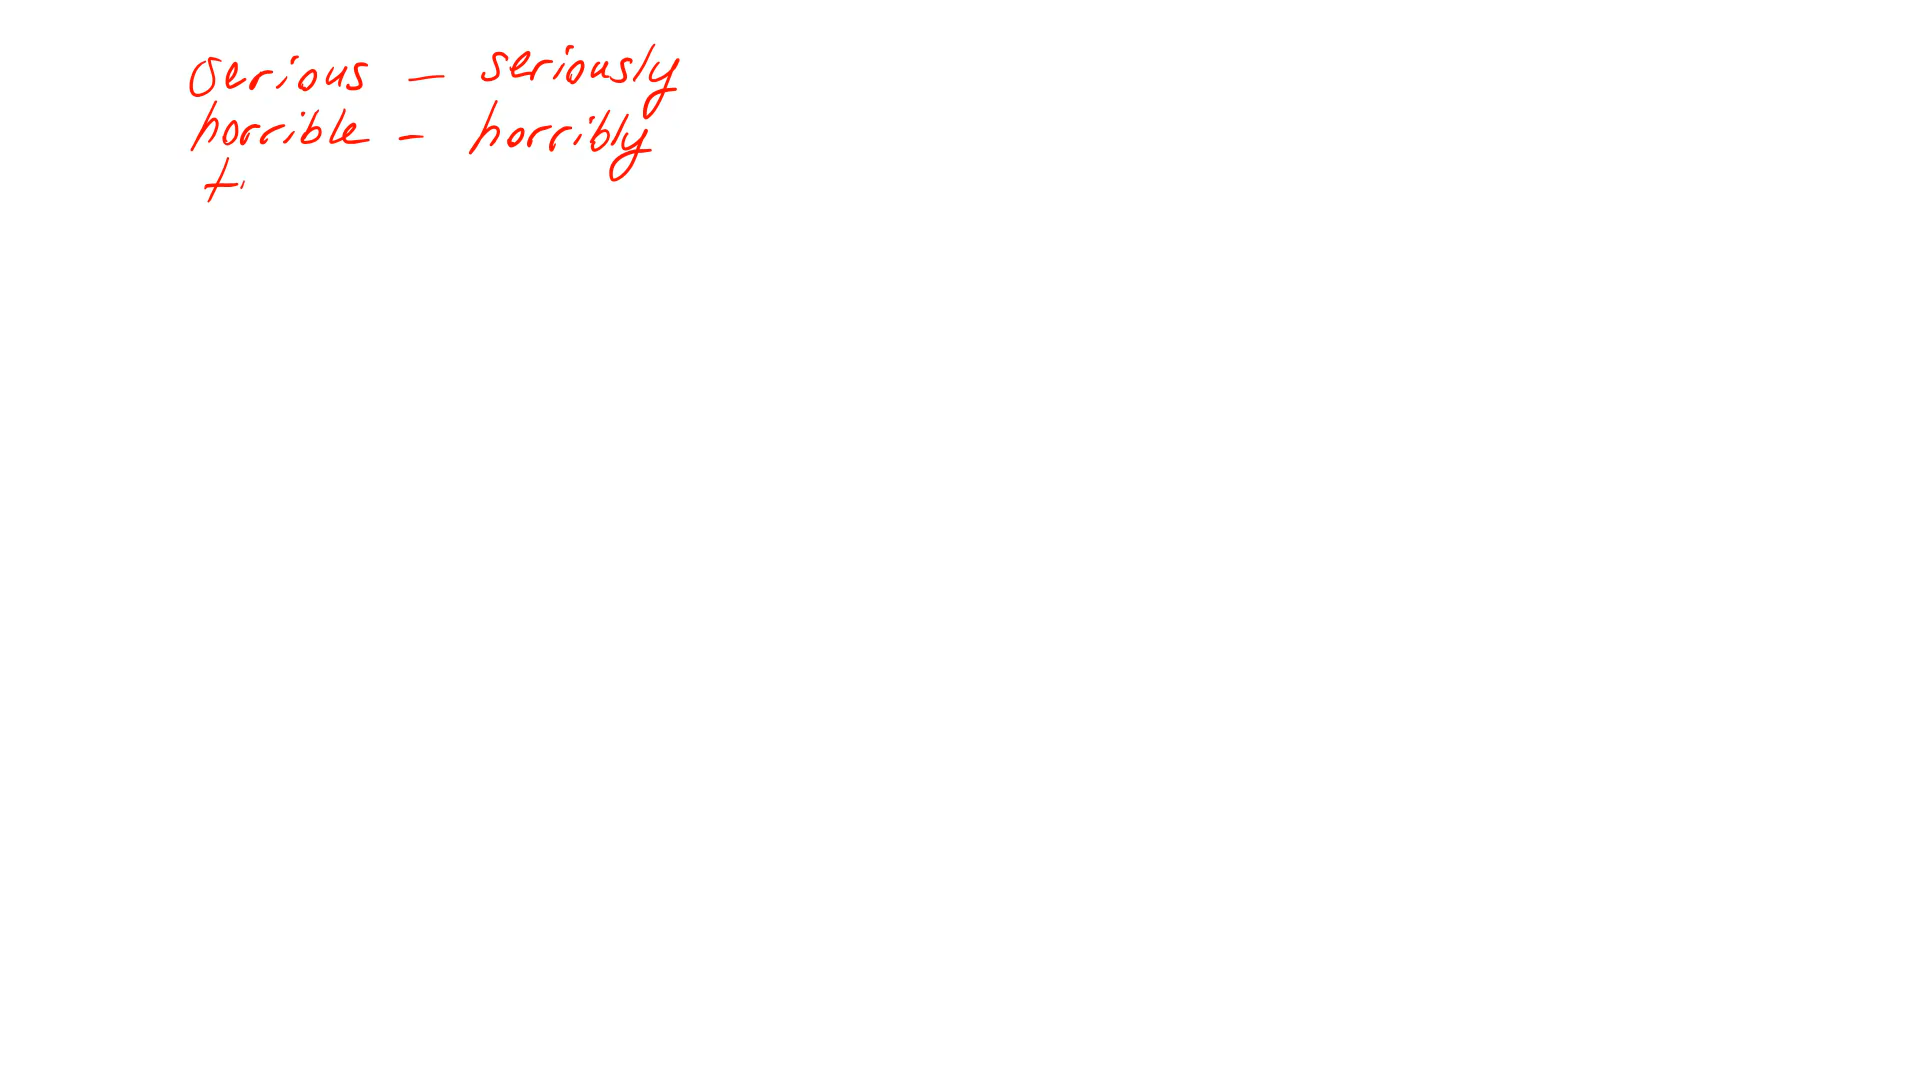 serious – seriously
horrible – horribly
t